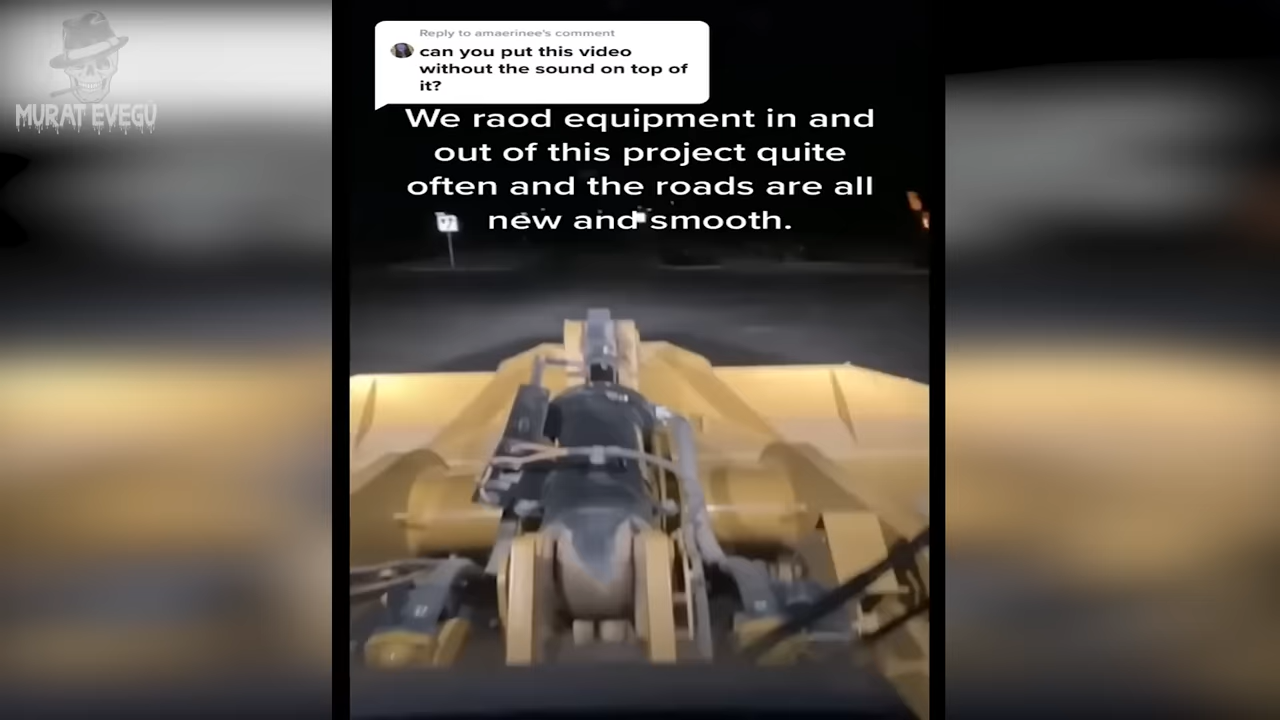 MURAT EVEGÜ
Reply to amaerinee's comment
can you put this video
without the sound on top of
it?
We raod equipment in and
out of this project quite
often and the roads are all
new and smooth.